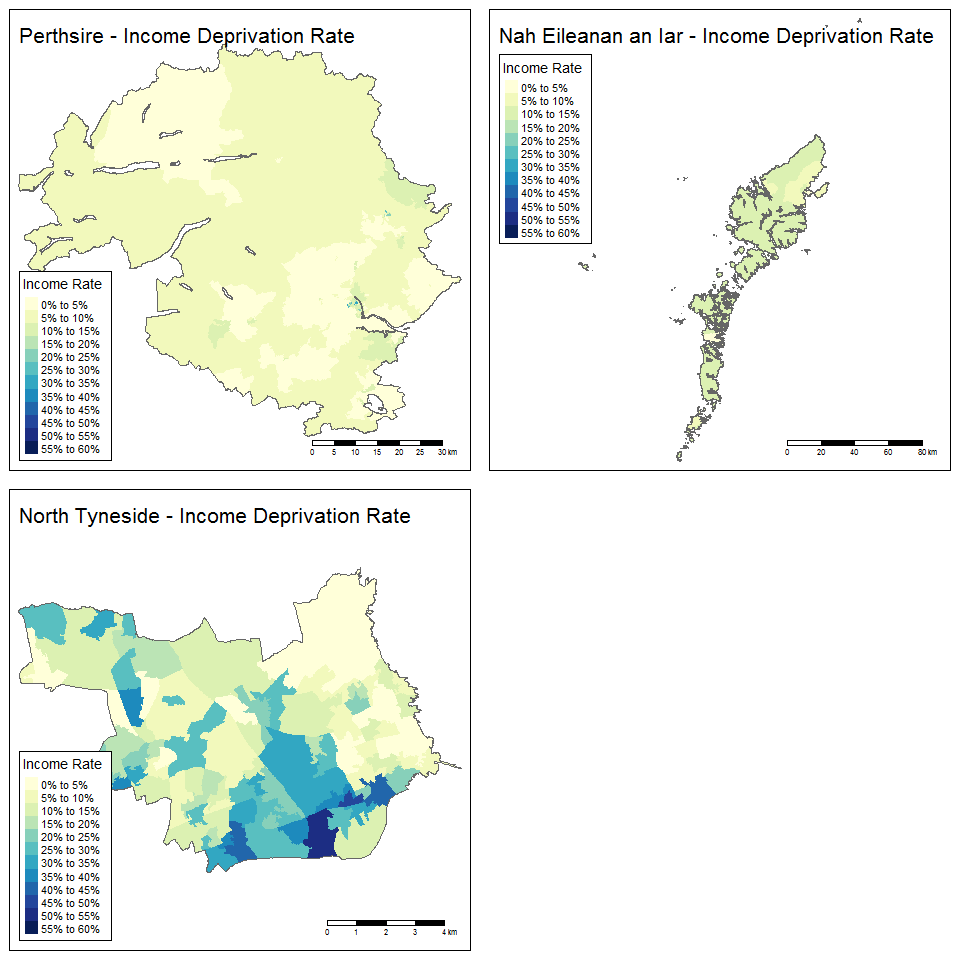 Perthsire - Income Deprivation Rate
Income Rate
0% to 5%
5% to 10%
10% to 15%
15% to 20%
20% to 25%
25% to 30%
30% to 35%
35% to 40%
40% to 45%
45% to 50%
50% to 55%
55% to 60%
0 5 10 15 20 25 30 km
Nah Eileanan an Iar - Income Deprivation Rate
Income Rate
0% to 5%
5% to 10%
10% to 15%
15% to 20%
20% to 25%
25% to 30%
30% to 35%
35% to 40%
40% to 45%
45% to 50%
50% to 55%
55% to 60%
0 20 40 60 80 km
North Tyneside - Income Deprivation Rate
Income Rate
0% to 5%
5% to 10%
10% to 15%
15% to 20%
20% to 25%
25% to 30%
30% to 35%
35% to 40%
40% to 45%
45% to 50%
50% to 55%
55% to 60%
0 1 2 3 4 km